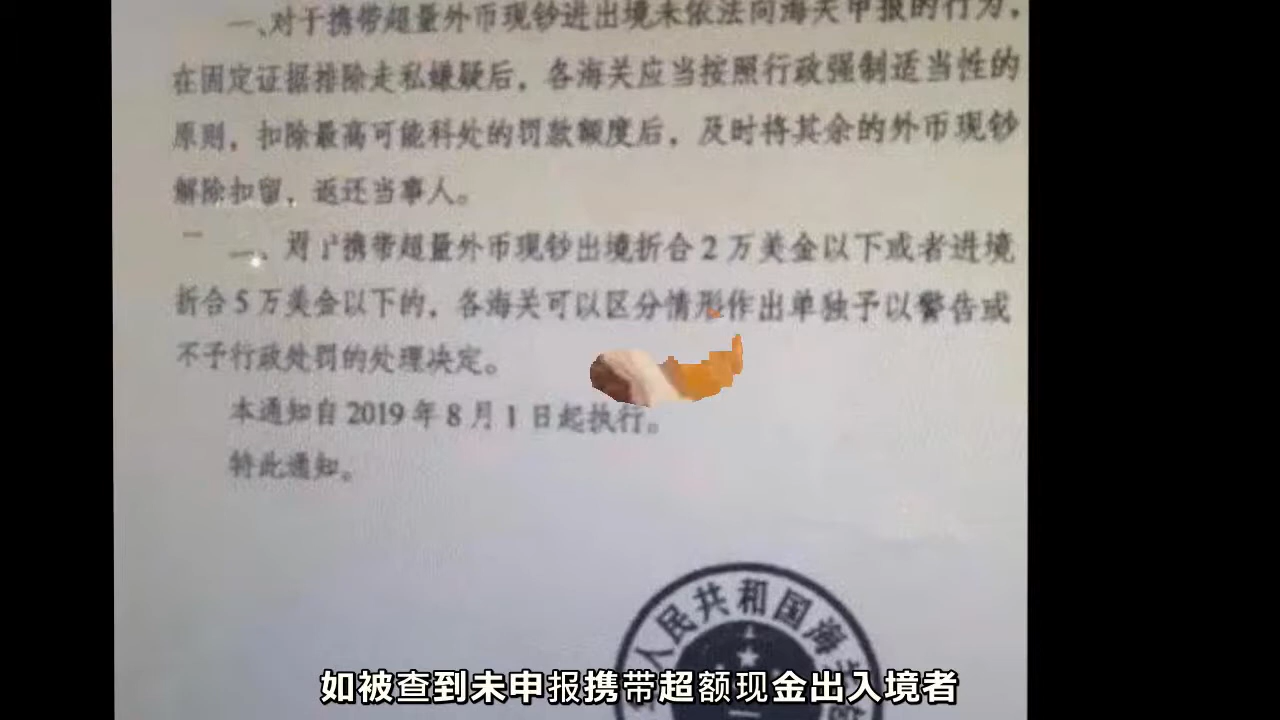 一、对于携带超量外币现钞进出境未依法向海关申报的行为，
在固定证据排除走私嫌疑后，各海关应当按照行政强制适当性的
原则，扣除最高可能科处的罚款额度后，及时将其余的外币现钞
解除扣留，返还当事人。
二、对于携带超量外币现钞出境折合2万美金以下或者进境
折合5万美金以下的，各海关可以区分情形作出单独予以警告或
不予行政处罚的处理决定。
本通知自2019年8月1日起执行。
特此通知。
人民共和国海
如被查到未申报携带超额现金出入境者